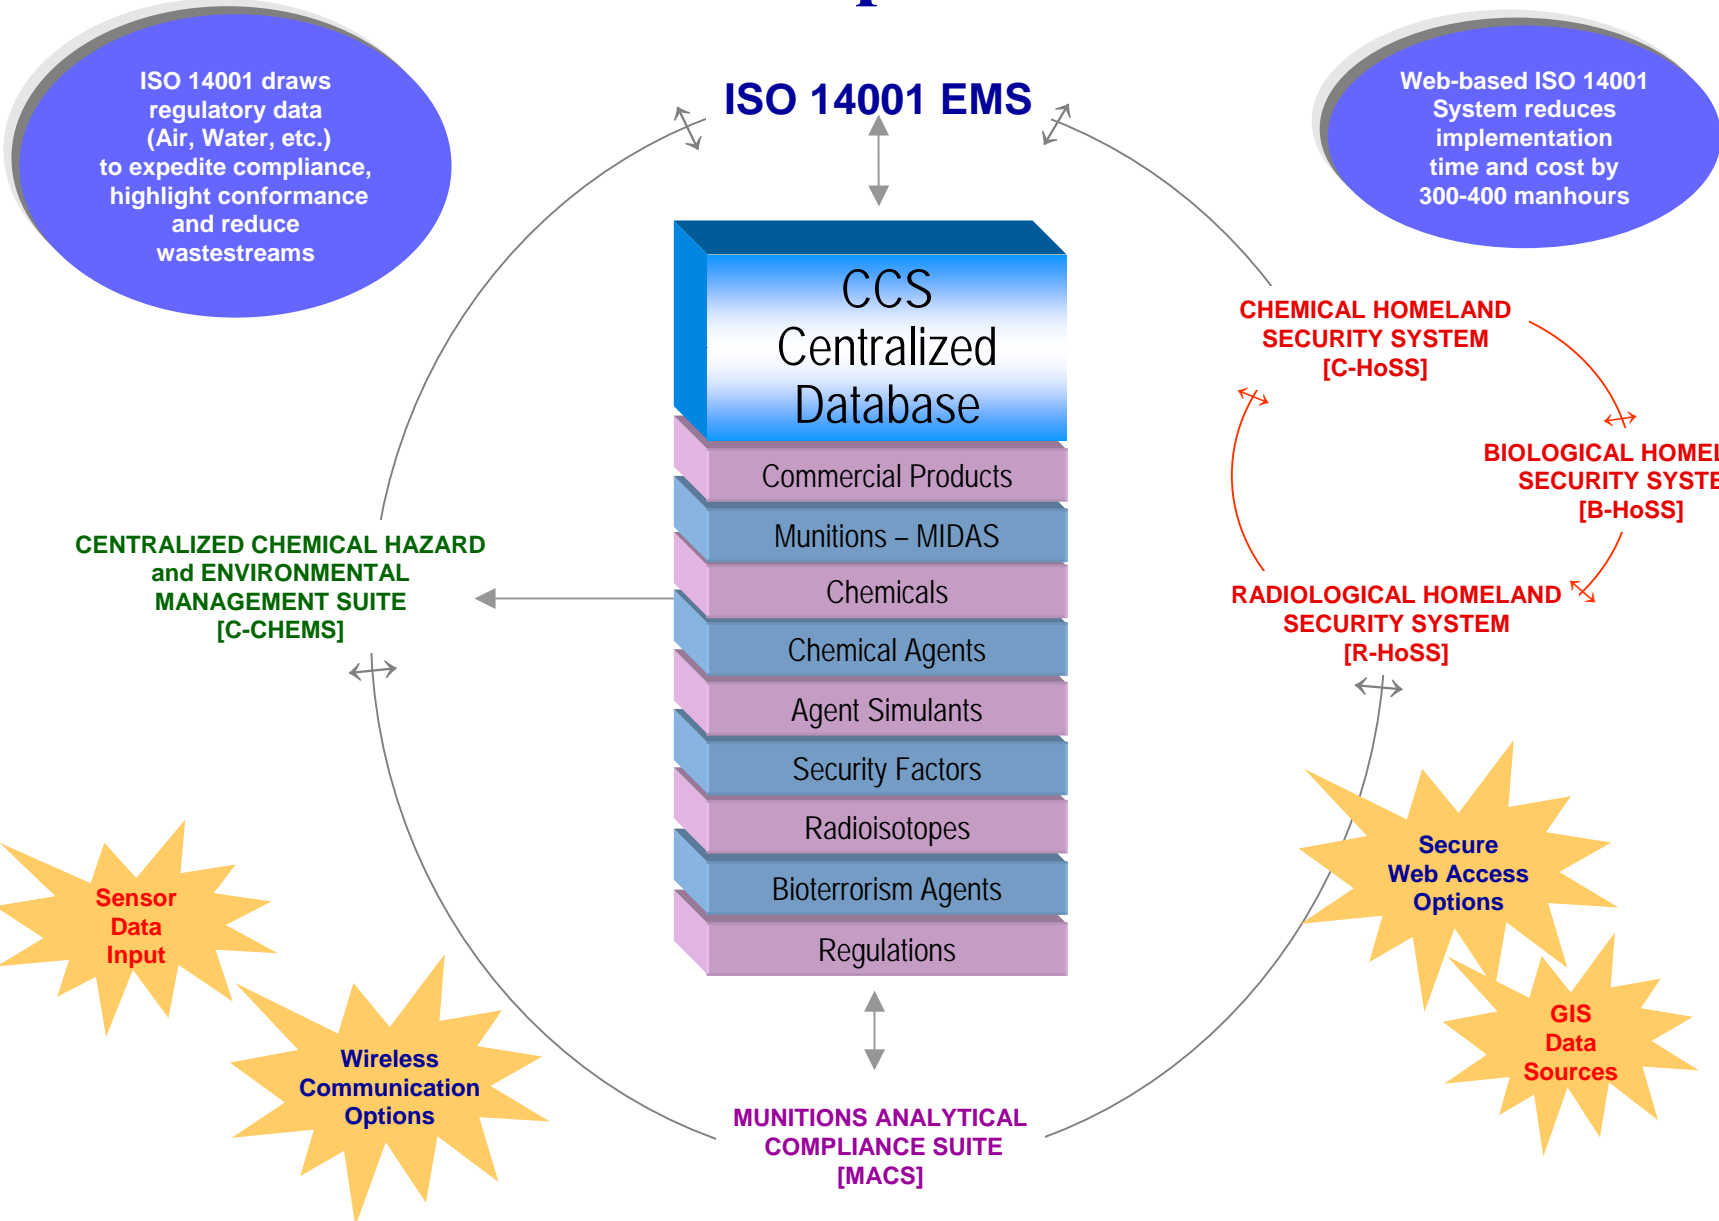 ISO 14001 draws
regulatory data
(Air, Water, etc.)
to expedite compliance,
highlight conformance
and reduce
wastestreams
ISO 14001 EMS
Web-based ISO 14001
System reduces
implementation
time and cost by
300-400 manhours
CCS
Centralized
Database
Commercial Products
Munitions – MIDAS
Chemicals
Chemical Agents
Agent Simulants
Security Factors
Radioisotopes
Bioterrorism Agents
Regulations
CHEMICAL HOMELAND
SECURITY SYSTEM
[C-HoSS]
BIOLOGICAL HOMEL
SECURITY SYSTE
[B-HoSS]
RADIOLOGICAL HOMELAND
SECURITY SYSTEM
[R-HoSS]
CENTRALIZED CHEMICAL HAZARD
and ENVIRONMENTAL
MANAGEMENT SUITE
[C-CHEMS]
Sensor
Data
Input
Wireless
Communication
Options
Secure
Web Access
Options
GIS
Data
Sources
MUNITIONS ANALYTICAL
COMPLIANCE SUITE
[MACS]